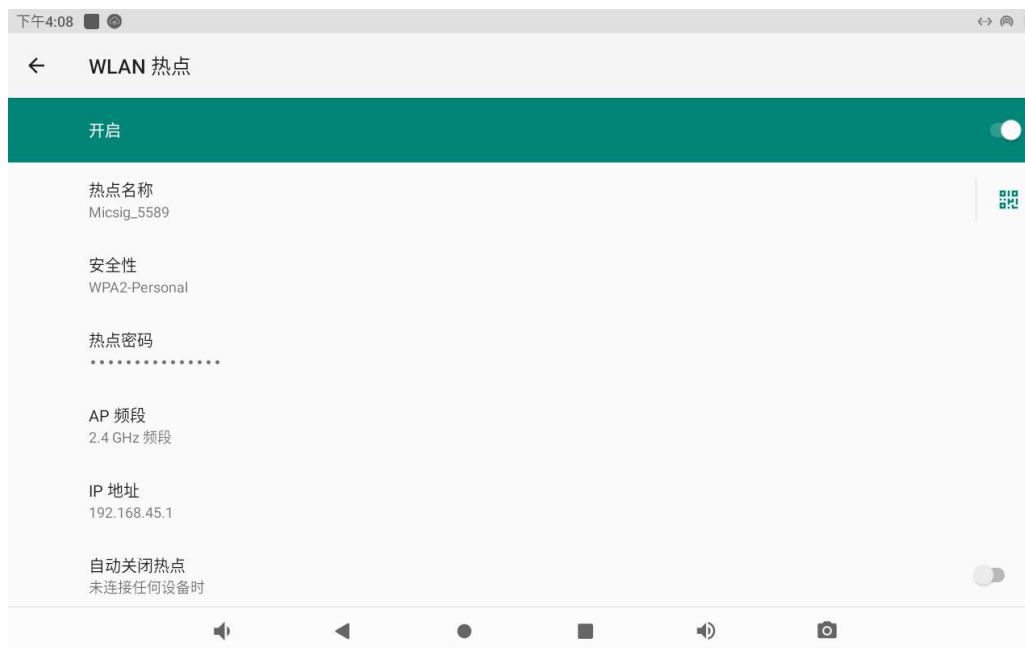 下午4:08
WLAN 热点
开启
热点名称
Micsig_5589
安全性
WPA2-Personal
热点密码
•••••••••••••••
AP 频段
2.4 GHz 频段
IP 地址
192.168.45.1
自动关闭热点
未连接任何设备时